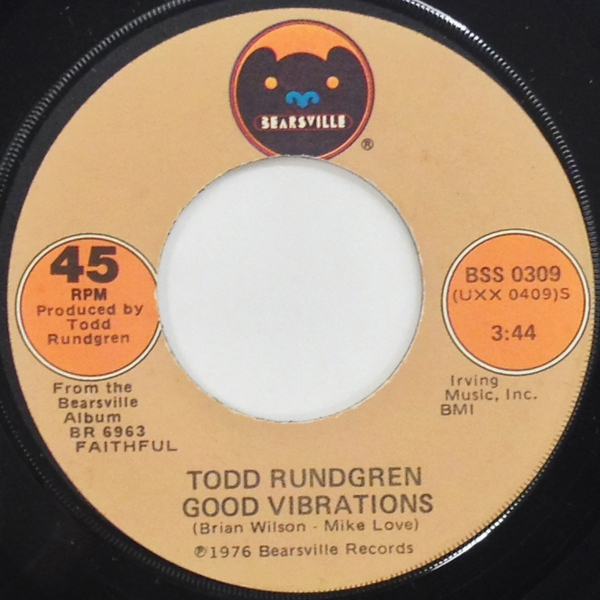 BEARSVILLE
®
45
RPM
Produced by
Todd
Rundgren
From the
Bearsville
Album
BR 6963
FAITHFUL
BSS 0309
(UXX 0409)S
3:44
Irving
Music, Inc.
BMI
TODD RUNDGREN
GOOD VIBRATIONS
(Brian Wilson - Mike Love)
℗1976 Bearsville Records